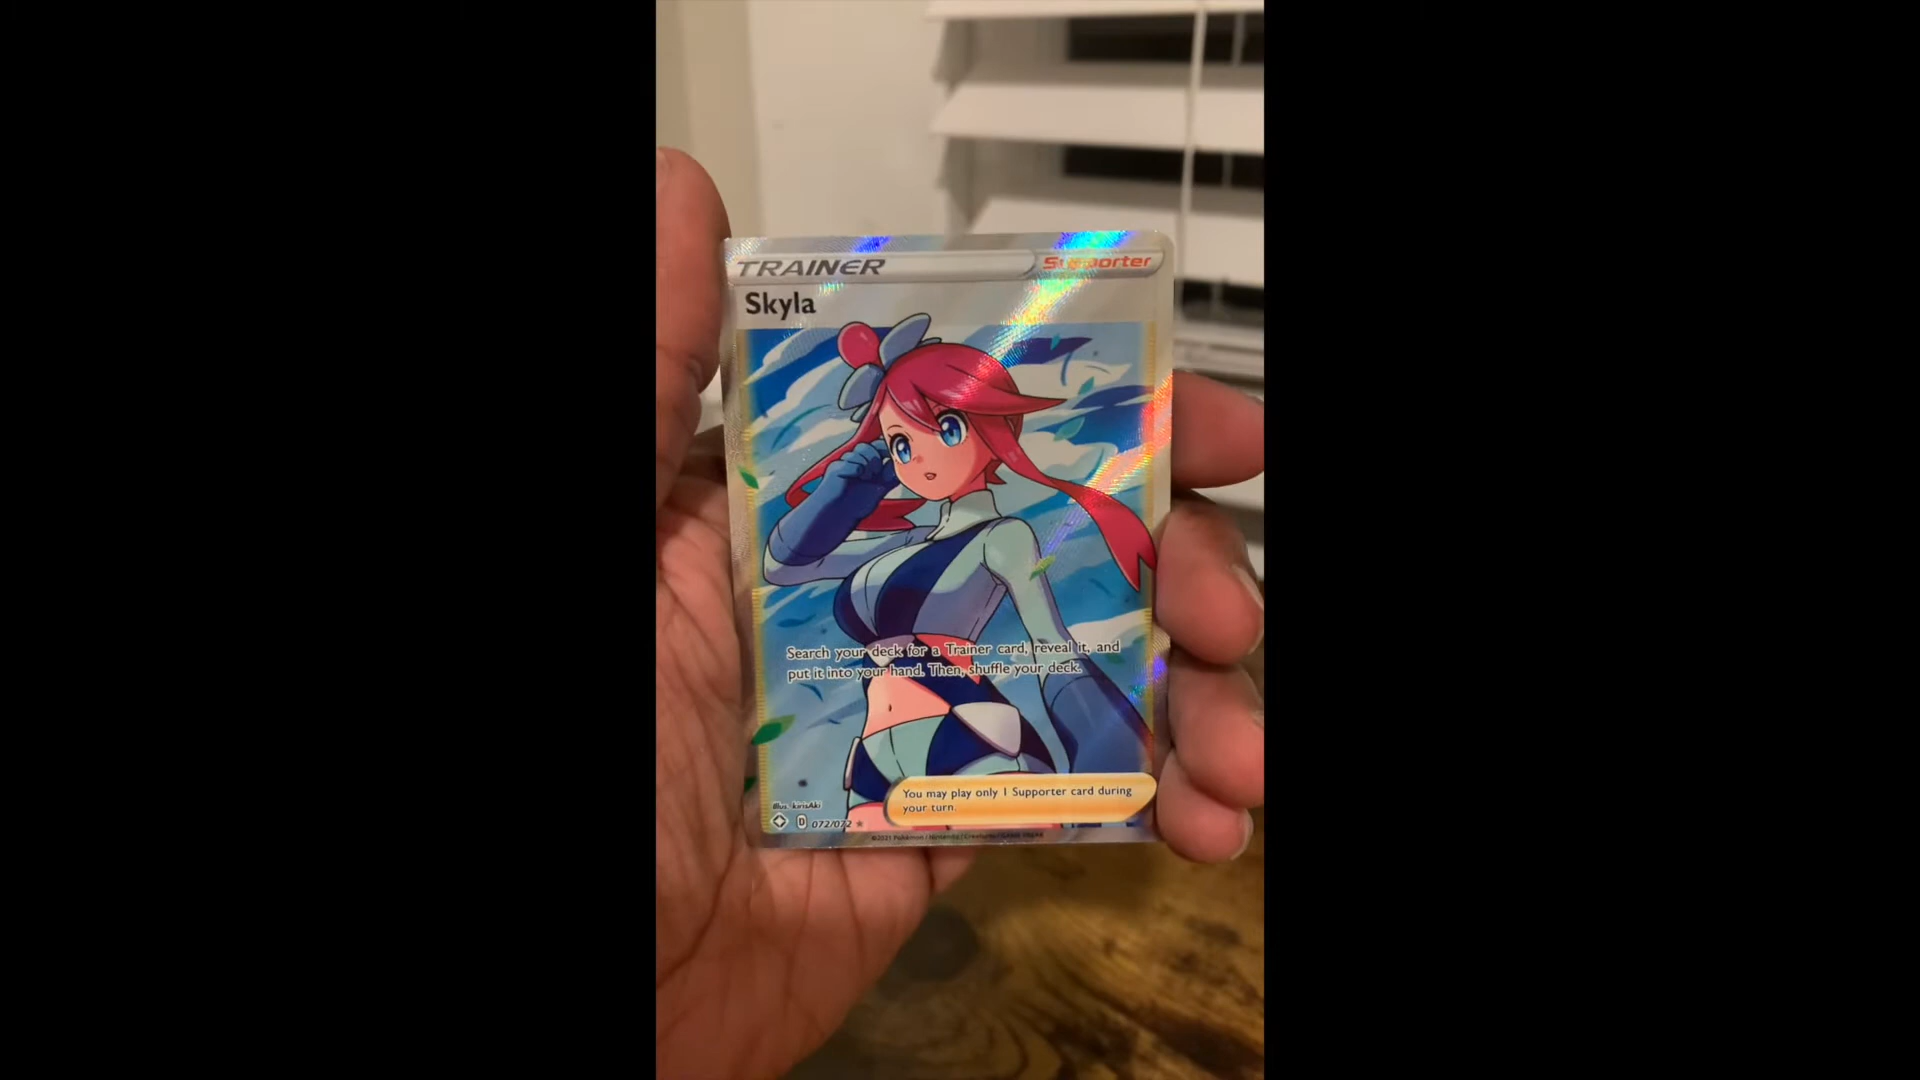 TRAINER
Supporter
Skyla
Search your deck for a Trainer card, reveal it, and
put it into your hand. Then, shuffle your deck.
You may play only 1 Supporter card during
your turn.
Illus. kirisAki
D 072/072
©2021 Pokémon / Nintendo / Creatures / GAME FREAK